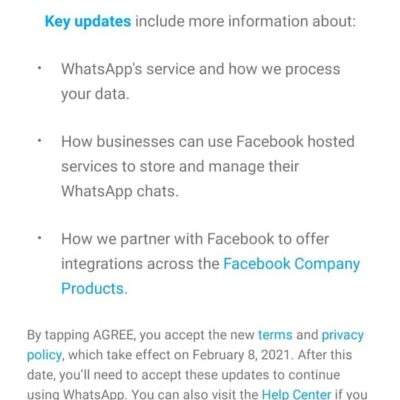 Key updates include more information about:
• WhatsApp's service and how we process
your data.
• How businesses can use Facebook hosted
services to store and manage their
WhatsApp chats.
• How we partner with Facebook to offer
integrations across the Facebook Company
Products.
By tapping AGREE, you accept the new terms and privacy
policy, which take effect on February 8, 2021. After this
date, you'll need to accept these updates to continue
using WhatsApp. You can also visit the Help Center if you